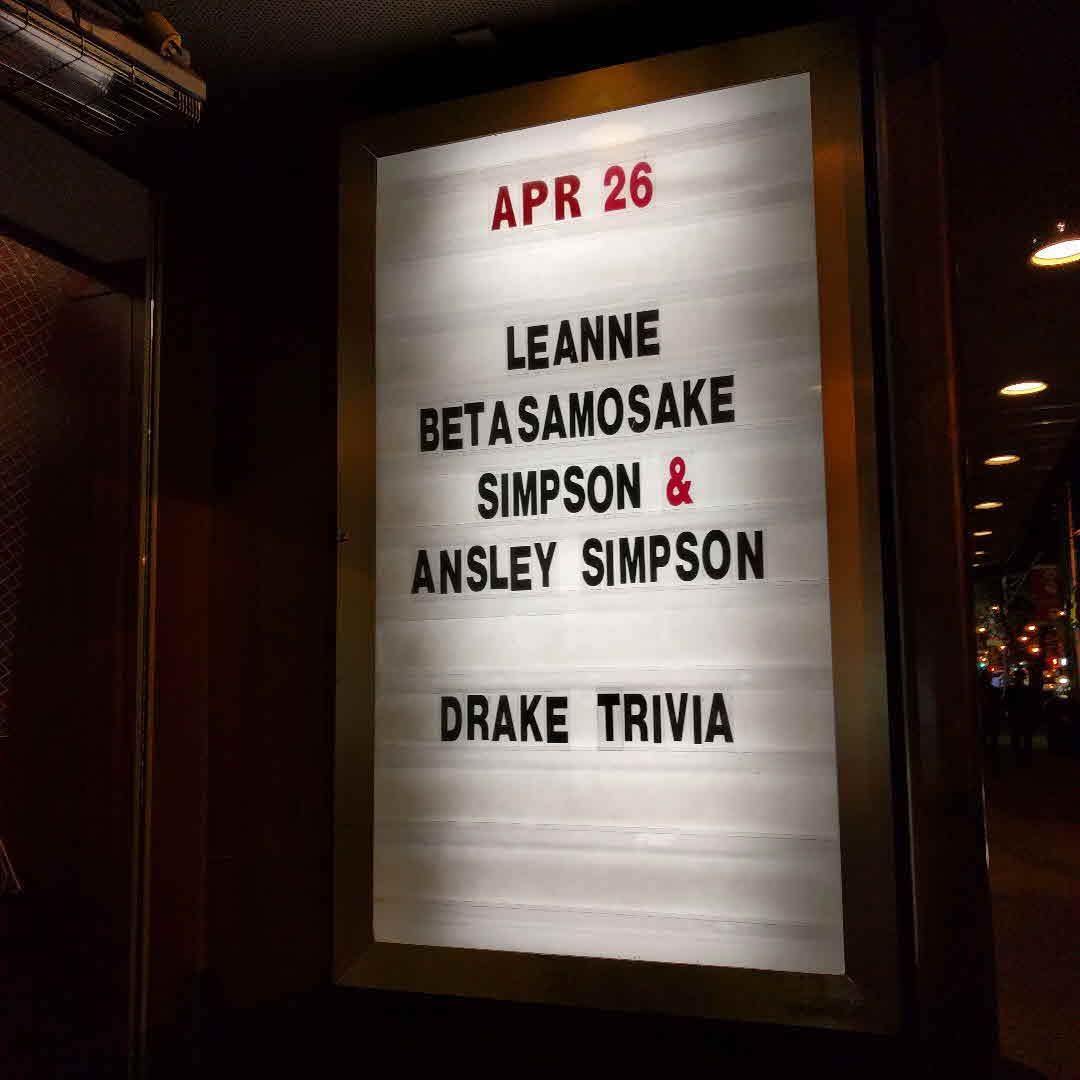 APR 26
LEANNE
BETASAMOSAKE
SIMPSON &
ANSLEY SIMPSON
DRAKE TRIVIA